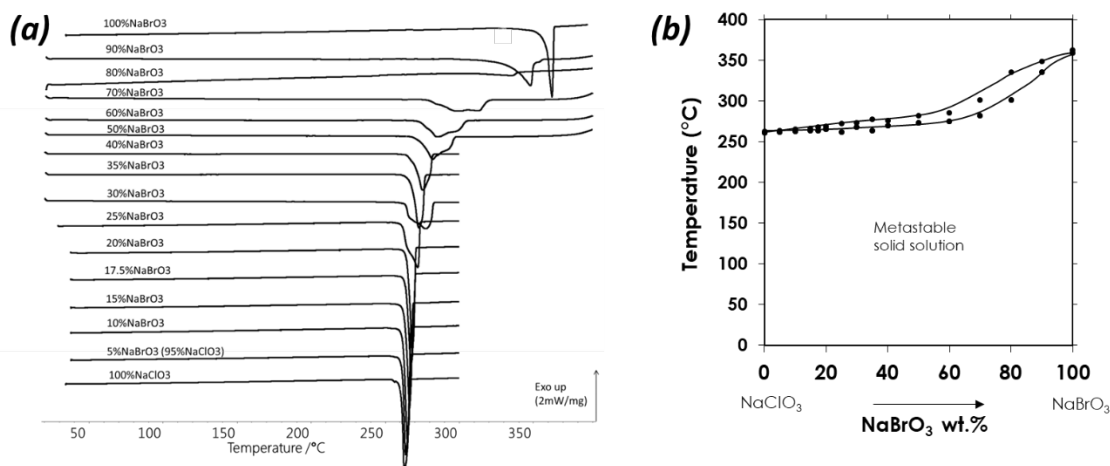 (a)
100%NaBrO3
90%NaBrO3
80%NaBrO3
70%NaBrO3
60%NaBrO3
50%NaBrO3
40%NaBrO3
35%NaBrO3
30%NaBrO3
25%NaBrO3
20%NaBrO3
17.5%NaBrO3
15%NaBrO3
10%NaBrO3
5%NaBrO3 (95%NaClO3)
100%NaClO3
Exo up
(2mW/mg)
50 100 150 200 250 300 350
Temperature /°C
(b)
400
350
300
250
200
150
100
50
0
Temperature (°C)
Metastable
solid solution
0 20 40 60 80 100
NaClO₃ NaBrO₃
NaBrO₃ wt.%